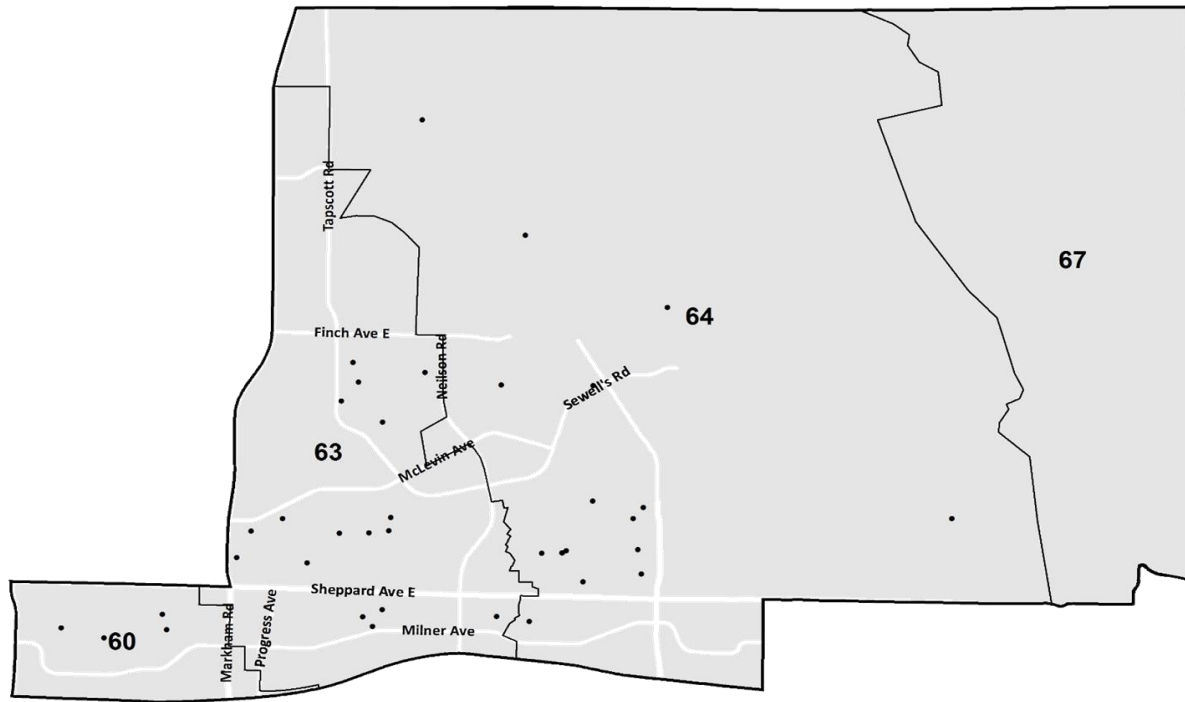 Tapscott Rd
67
64
Finch Ave E
Neilson Rd
Sewell's Rd
63
McLevin Ave
Sheppard Ave E
Markham Rd
Progress Ave
Milner Ave
60